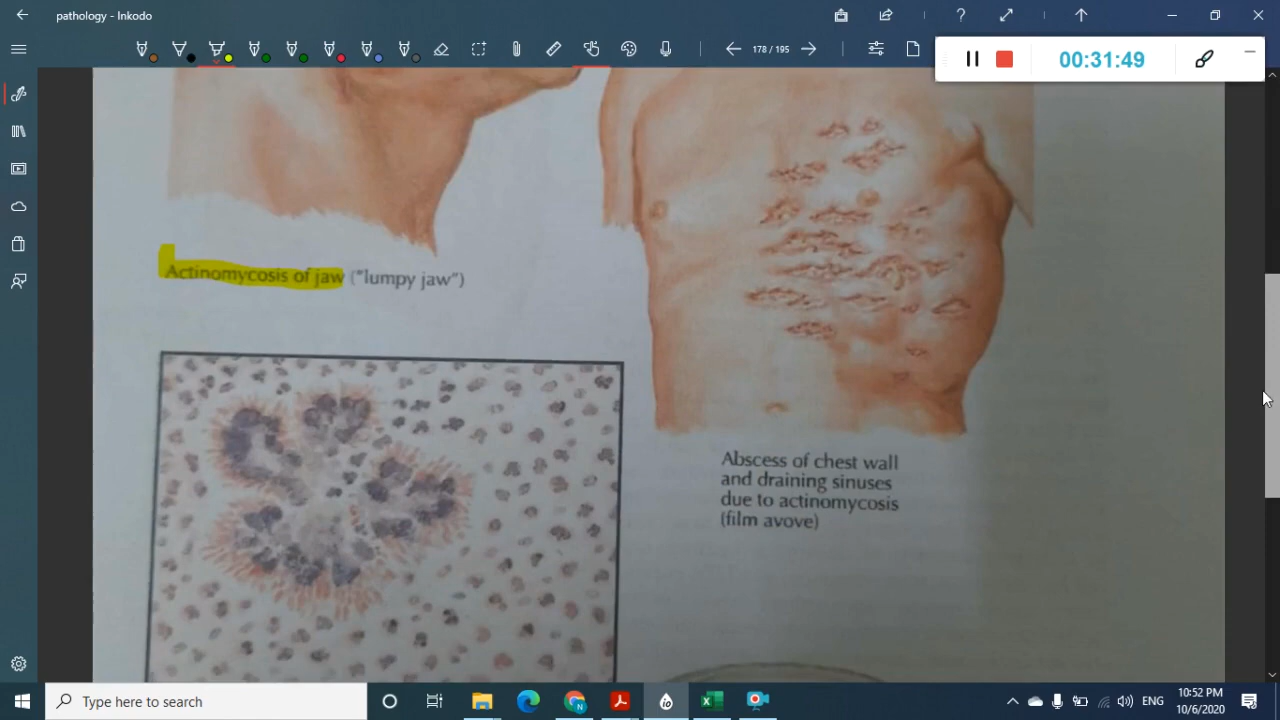 pathology - Inkodo
178 / 195
00:31:49
Actinomycosis of jaw ("lumpy jaw")
Abscess of chest wall
and draining sinuses
due to actinomycosis
(film avove)
Type here to search
ENG
10:52 PM
10/6/2020